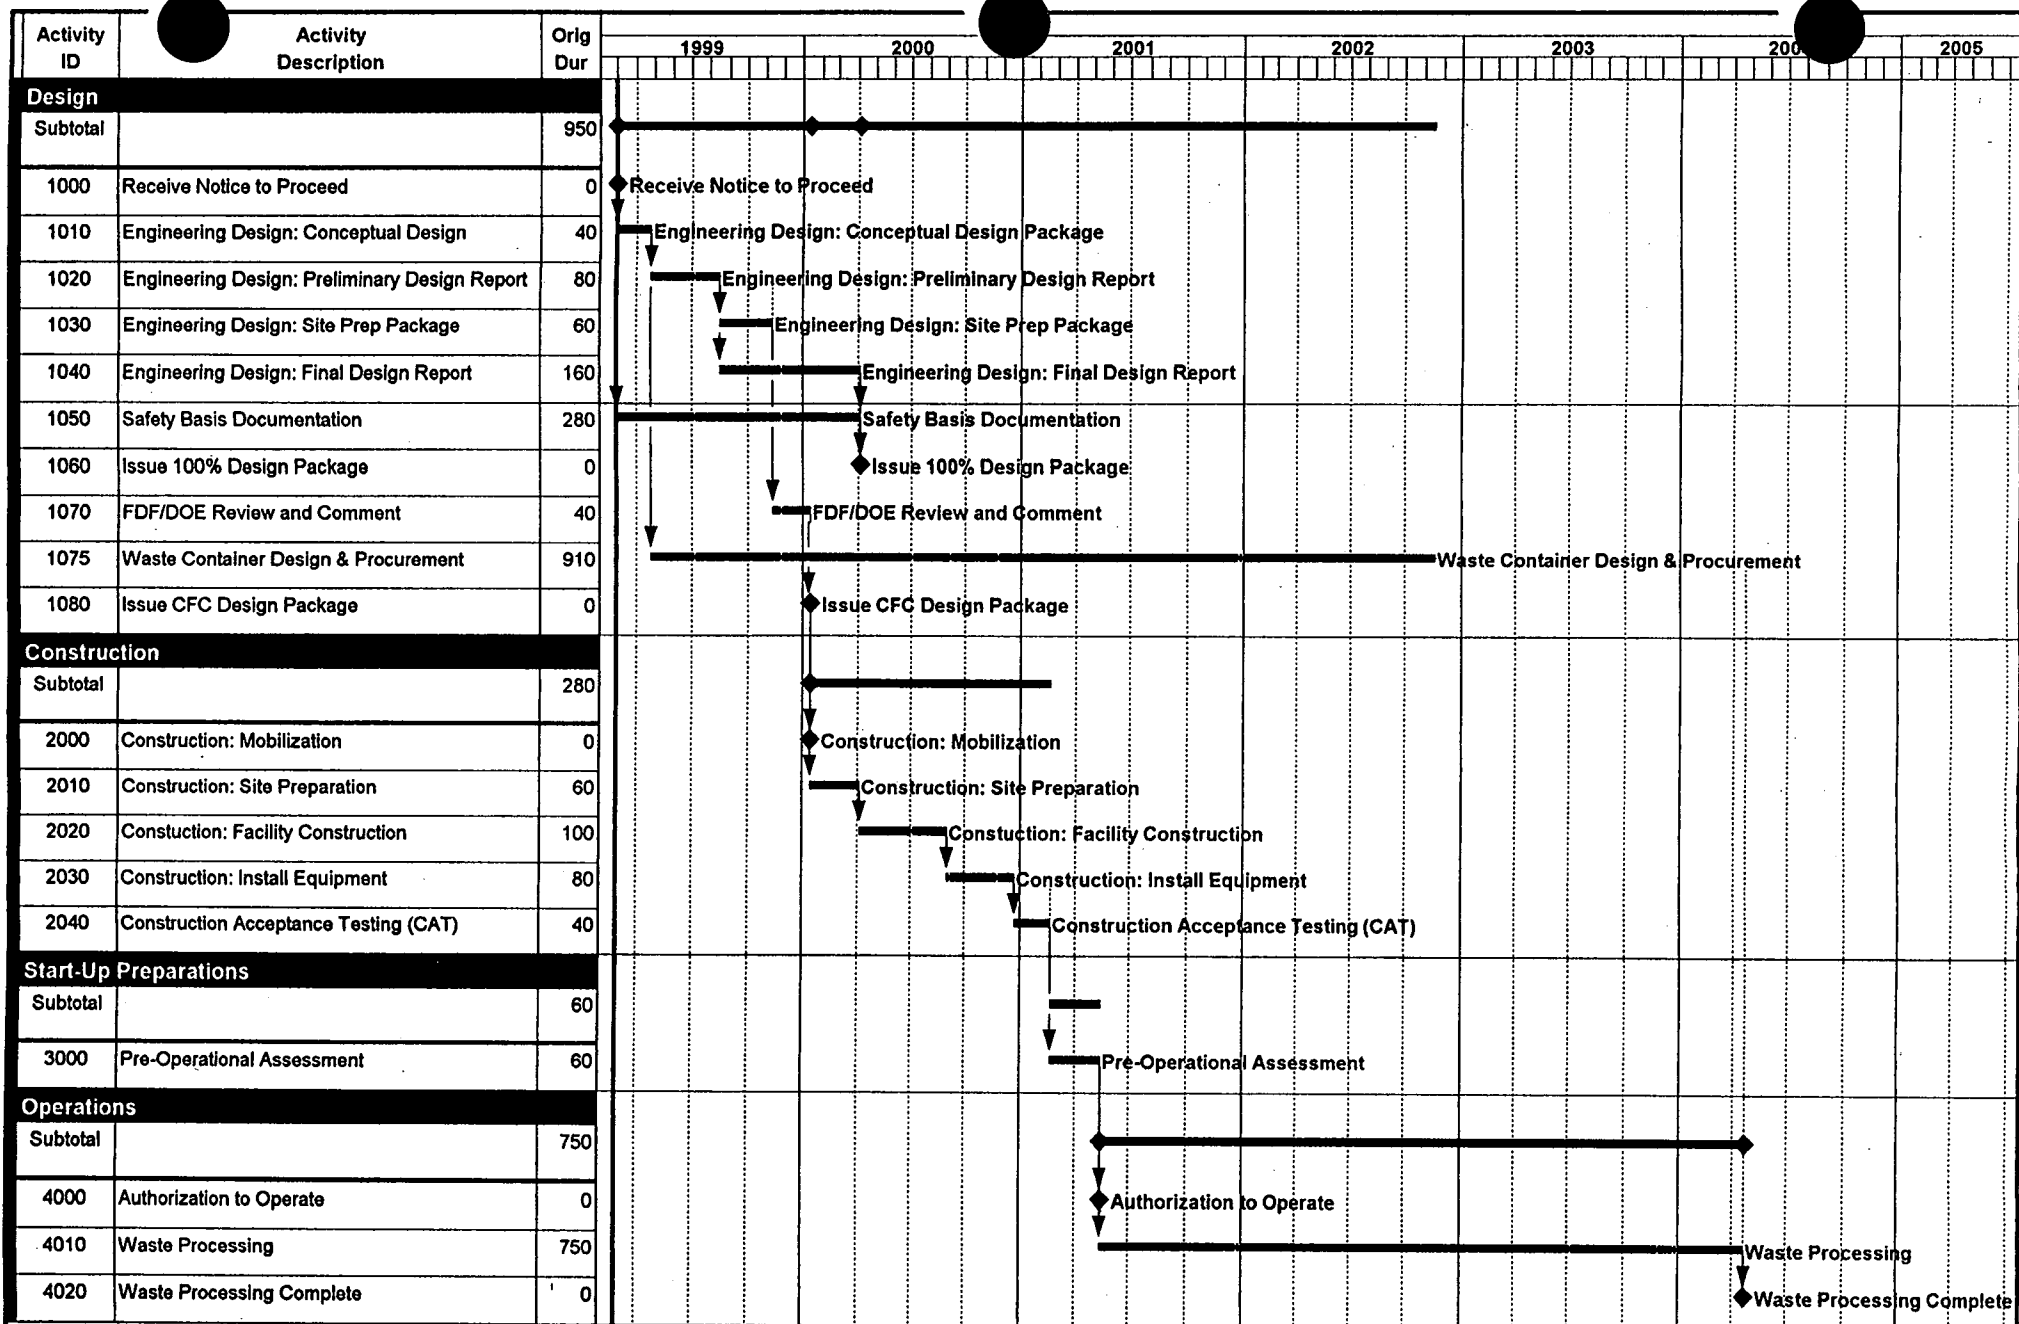 Activity ID Activity Description Orig Dur 1999 2000 2001 2002 2003 2005
Design
Subtotal 950
1000 Receive Notice to Proceed 0 Receive Notice to Proceed
1010 Engineering Design: Conceptual Design 40 Engineering Design: Conceptual Design Package
1020 Engineering Design: Preliminary Design Report 80 Engineering Design: Preliminary Design Report
1030 Engineering Design: Site Prep Package 60 Engineering Design: Site Prep Package
1040 Engineering Design: Final Design Report 160 Engineering Design: Final Design Report
1050 Safety Basis Documentation 280 Safety Basis Documentation
1060 Issue 100% Design Package 0 Issue 100% Design Package
1070 FDF/DOE Review and Comment 40 FDF/DOE Review and Comment
1075 Waste Container Design & Procurement 910 Waste Container Design & Procurement
1080 Issue CFC Design Package 0 Issue CFC Design Package
Construction
Subtotal 280
2000 Construction: Mobilization 0 Construction: Mobilization
2010 Construction: Site Preparation 60 Construction: Site Preparation
2020 Constuction: Facility Construction 100 Constuction: Facility Construction
2030 Construction: Install Equipment 80 Construction: Install Equipment
2040 Construction Acceptance Testing (CAT) 40 Construction Acceptance Testing (CAT)
Start-Up Preparations
Subtotal 60
3000 Pre-Operational Assessment 60 Pre-Operational Assessment
Operations
Subtotal 750
4000 Authorization to Operate 0 Authorization to Operate
4010 Waste Processing 750 Waste Processing
4020 Waste Processing Complete 0 Waste Processing Complete